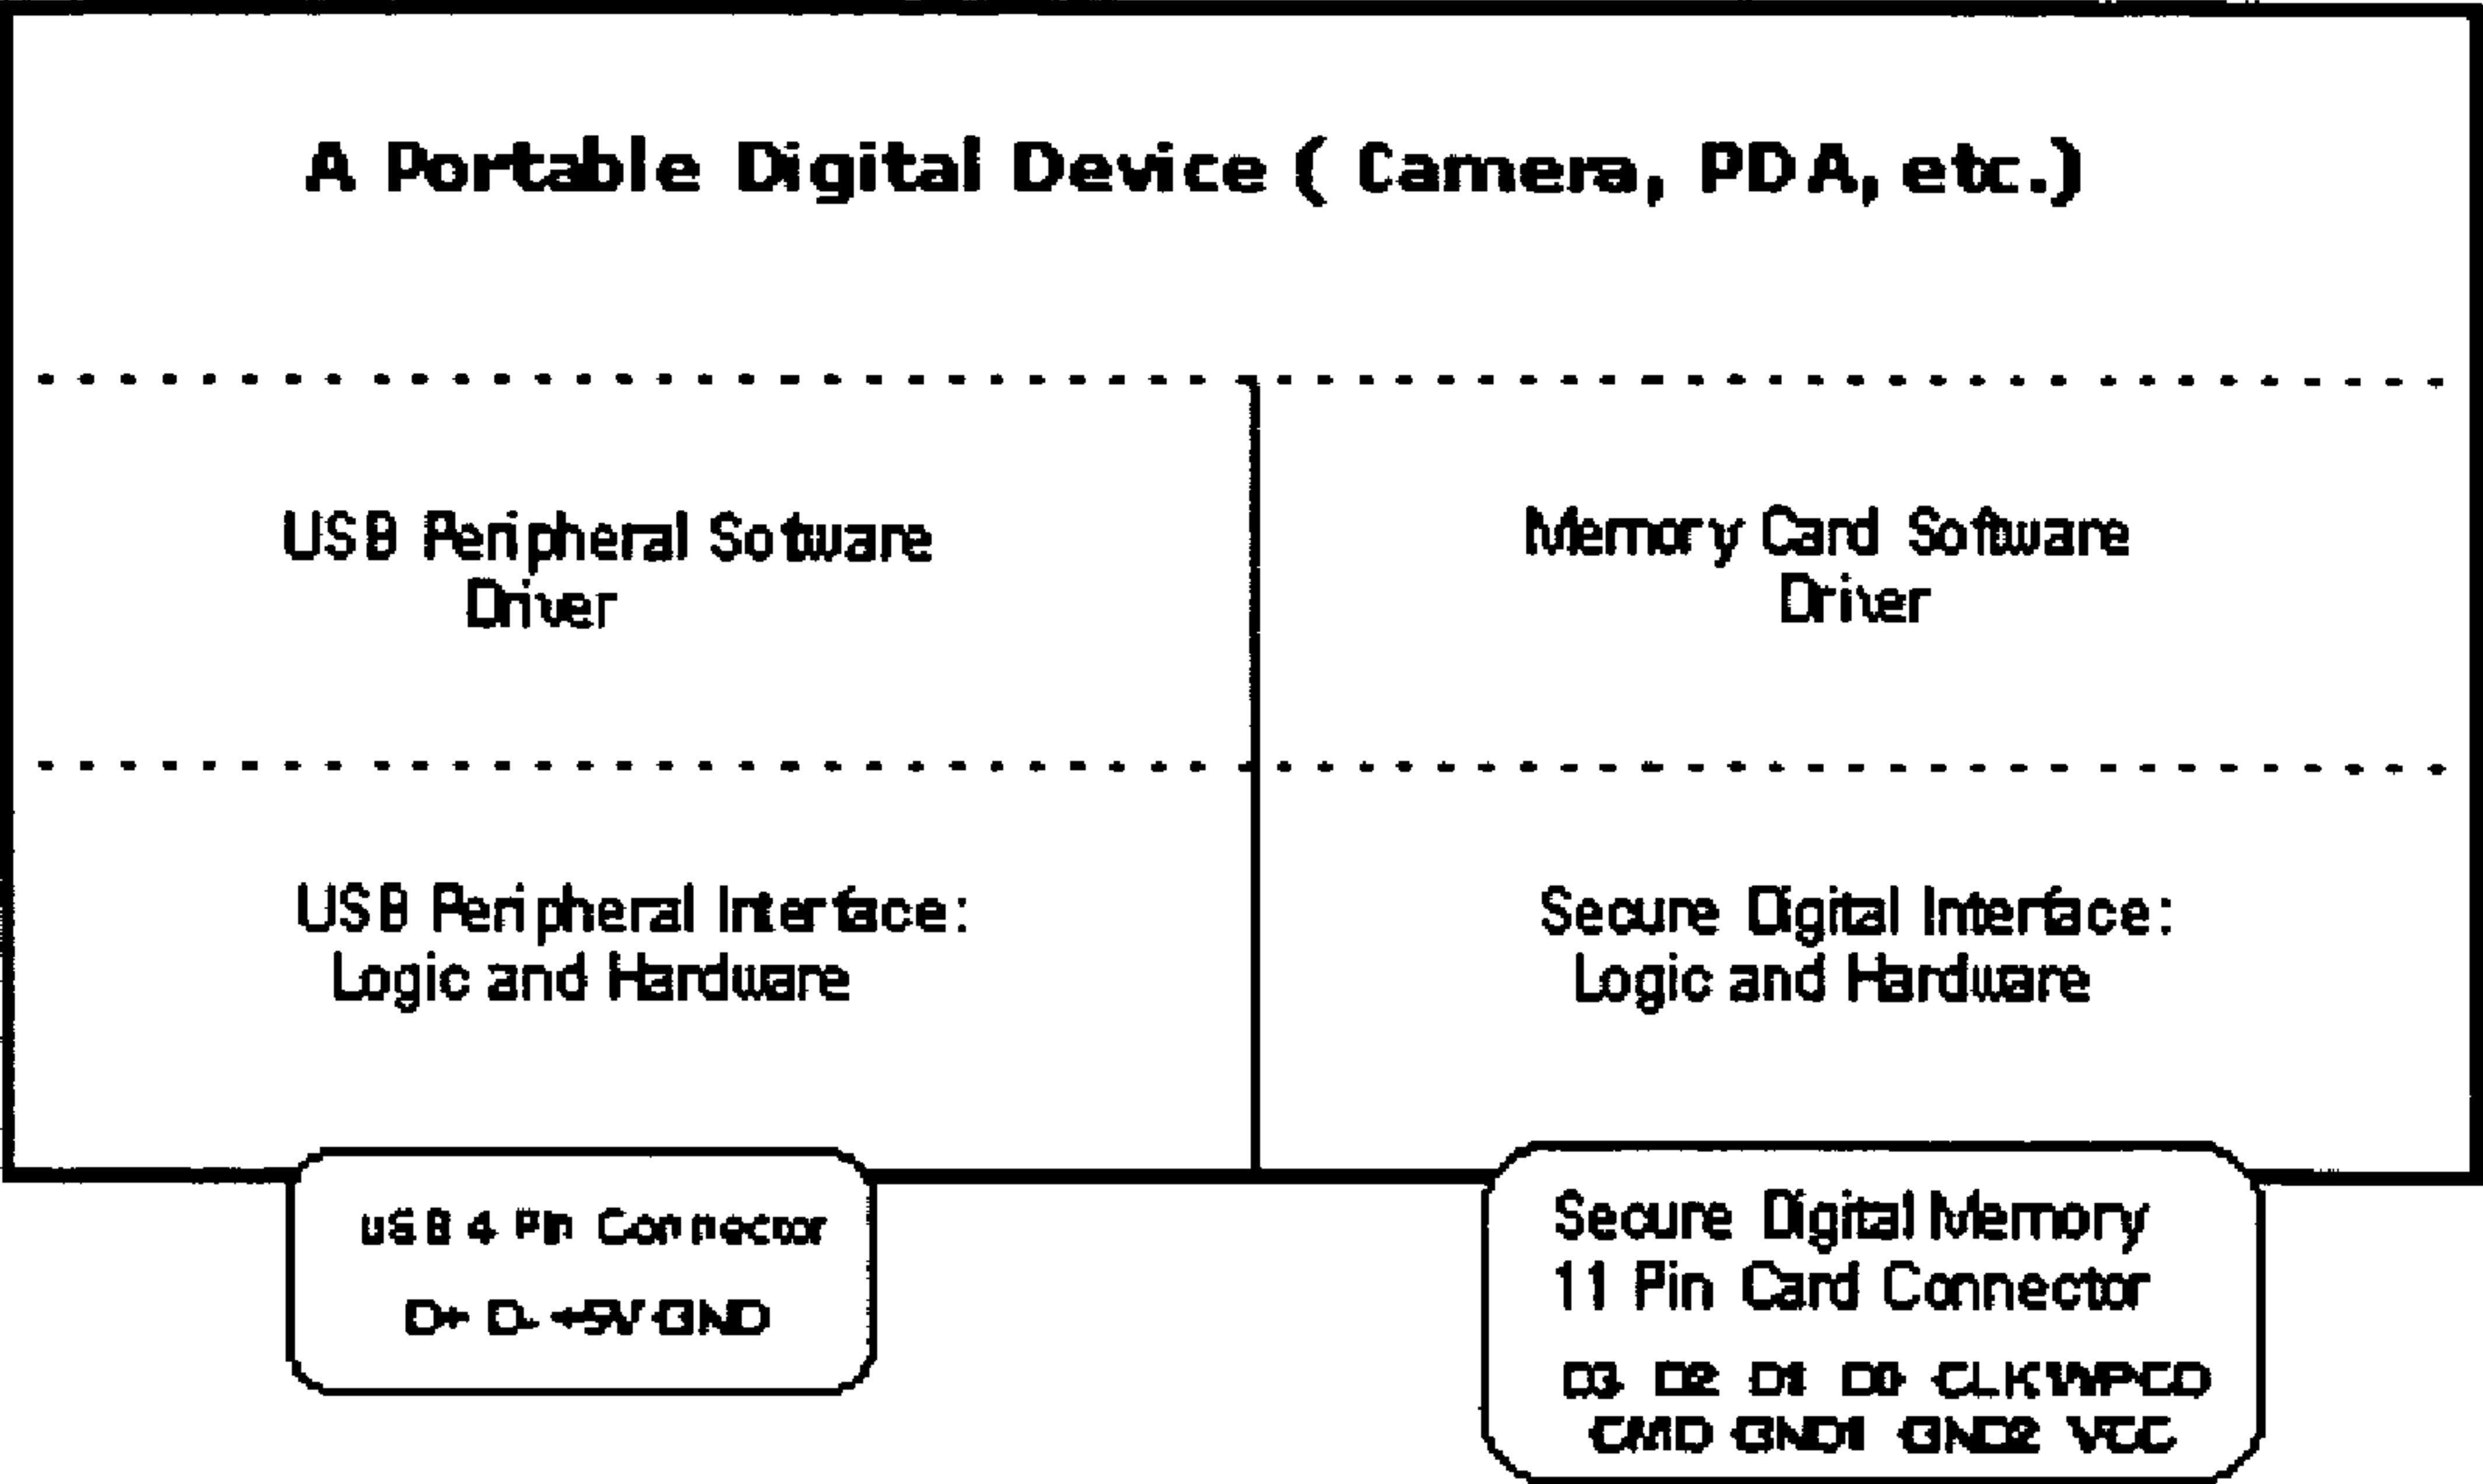 A Portable Digital Device ( Camera, PDA, etc.)
USB Peripheral Sotware
Driver
Memory Card Software
Driver
USB Peripheral Interface:
Logic and Hardware
Secure Digital Interface:
Logic and Hardware
USB 4 Pin Connector
D+ D- +5V GND
Secure Digital Memory
11 Pin Card Connector
D3 D2 D1 D0 CLK WP CD
CMD GND1 GND2 VCC